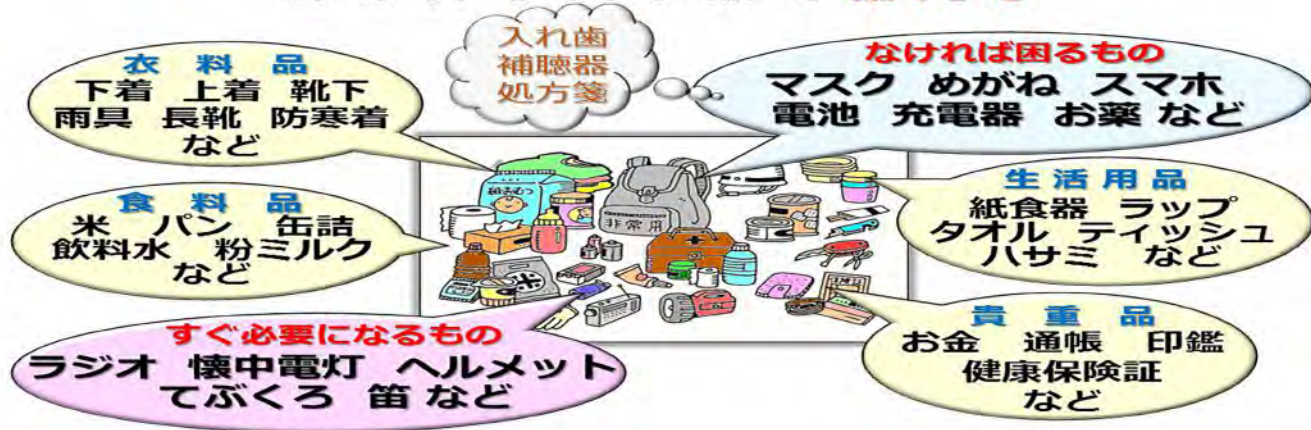 入れ歯
補聴器
処方箋
衣料品
下着 上着 靴下
雨具 長靴 防寒着
など
なければ困るもの
マスク めがね スマホ
電池 充電器 お薬 など
食料品
米 パン 缶詰
飲料水 粉ミルク
など
紙おむつ
非常用
米
生活用品
紙食器 ラップ
タオル ティッシュ
ハサミ など
すぐ必要になるもの
ラジオ 懐中電灯 ヘルメット
てぶくろ 笛 など
貴重品
お金 通帳 印鑑
健康保険証
など